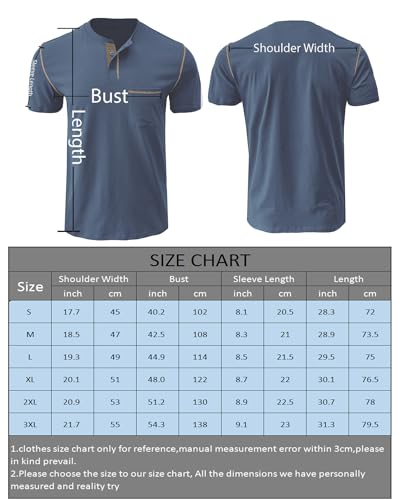 Shoulder Width
Sleeve Length
Bust
Length
SIZE CHART
Size Shoulder Width Bust Sleeve Length Length
inch cm inch cm inch cm inch cm
S 17.7 45 40.2 102 8.1 20.5 28.3 72
M 18.5 47 42.5 108 8.3 21 28.9 73.5
L 19.3 49 44.9 114 8.5 21.5 29.5 75
XL 20.1 51 48.0 122 8.7 22 30.1 76.5
2XL 20.9 53 51.2 130 8.9 22.5 30.7 78
3XL 21.7 55 54.3 138 9.1 23 31.3 79.5
1.clothes size chart only for reference,manual measurement error within 3cm,please
in kind prevail.
2.Please choose the size to our size chart, All the dimensions we have personally
measured and reality try